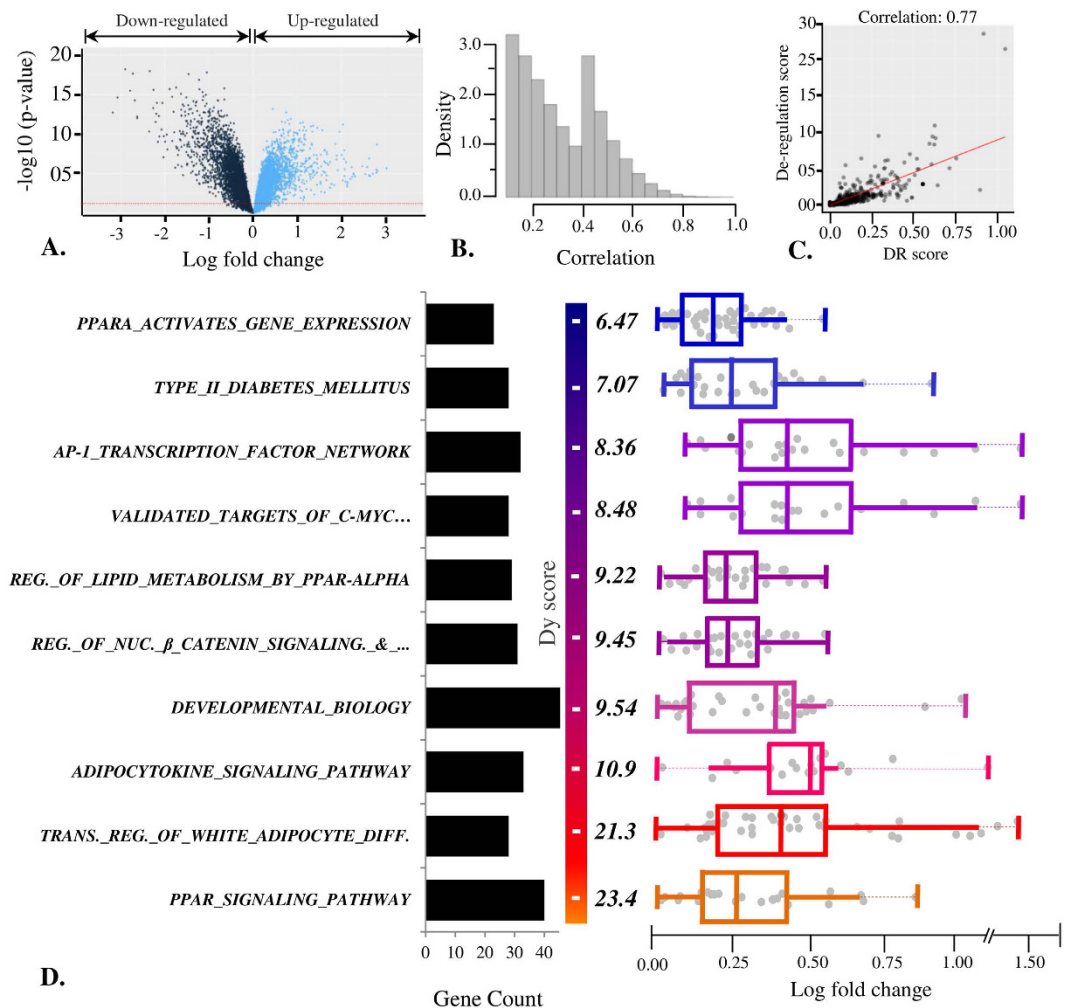 Down-regulated
Up-regulated
-log10 (p-value)
20
15
10
05
-3
-2
-1
0
1
2
3
A.
Log fold change
Density
3.0
2.0
1.0
0.0
0.2
0.4
0.6
0.8
1.0
B.
Correlation
Correlation: 0.77
De-regulation score
30
25
15
10
05
00
0.0
0.25
0.50
0.75
1.00
C.
DR score
PPARA_ACTIVATES_GENE_EXPRESSION
6.47
TYPE_II_DIABETES_MELLITUS
7.07
AP-1_TRANSCRIPTION_FACTOR_NETWORK
8.36
VALIDATED_TARGETS_OF_C-MYC...
8.48
REG._OF_LIPID_METABOLISM_BY_PPAR-ALPHA
9.22
REG._OF_NUC._β_CATENIN_SIGNALING._&_...
9.45
DEVELOPMENTAL_BIOLOGY
9.54
ADIPOCYTOKINE_SIGNALING_PATHWAY
10.9
TRANS._REG._OF_WHITE_ADIPOCYTE_DIFF.
21.3
PPAR_SIGNALING_PATHWAY
23.4
Dy score
0
10
20
30
40
0.00
0.25
0.50
0.75
1.00
1.50
D.
Gene Count
Log fold change